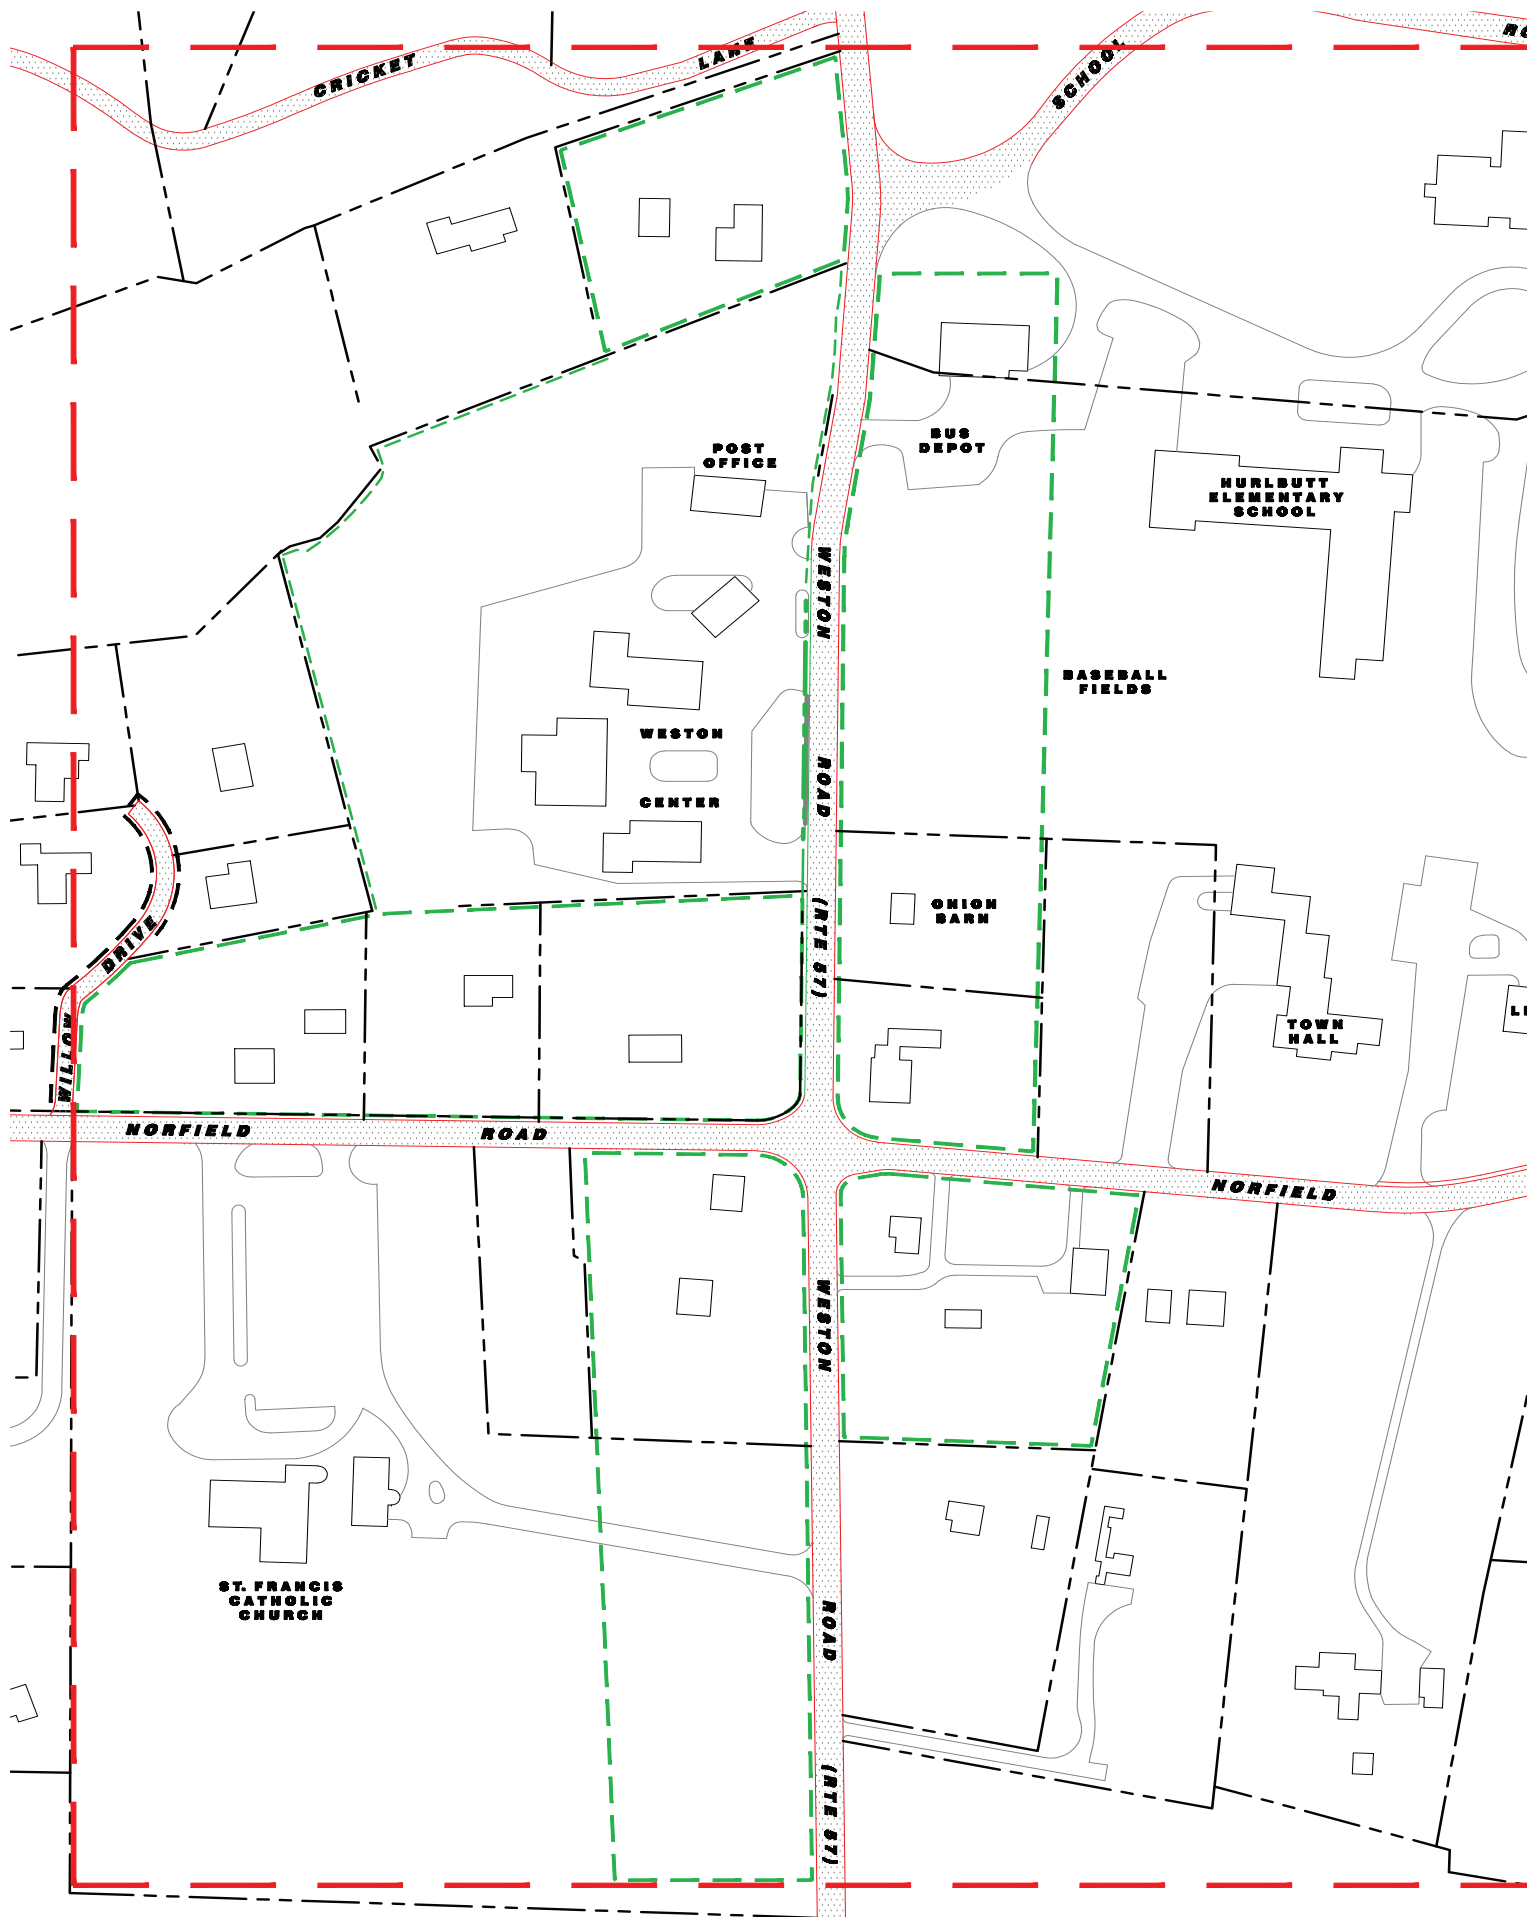 CRICKET
LAKE
SCHOOL
POST
OFFICE
BUS
DEPOT
HURLBUTT
ELEMENTARY
SCHOOL
WESTON
BASEBALL
FIELDS
WESTON
ROAD
CENTER
ONION
BARN
(RTE 57)
DRIVE
WILLOW
TOWN
HALL
NORFIELD
ROAD
NORFIELD
WESTON
ST. FRANCIS
CATHOLIC
CHURCH
ROAD
(RTE 57)